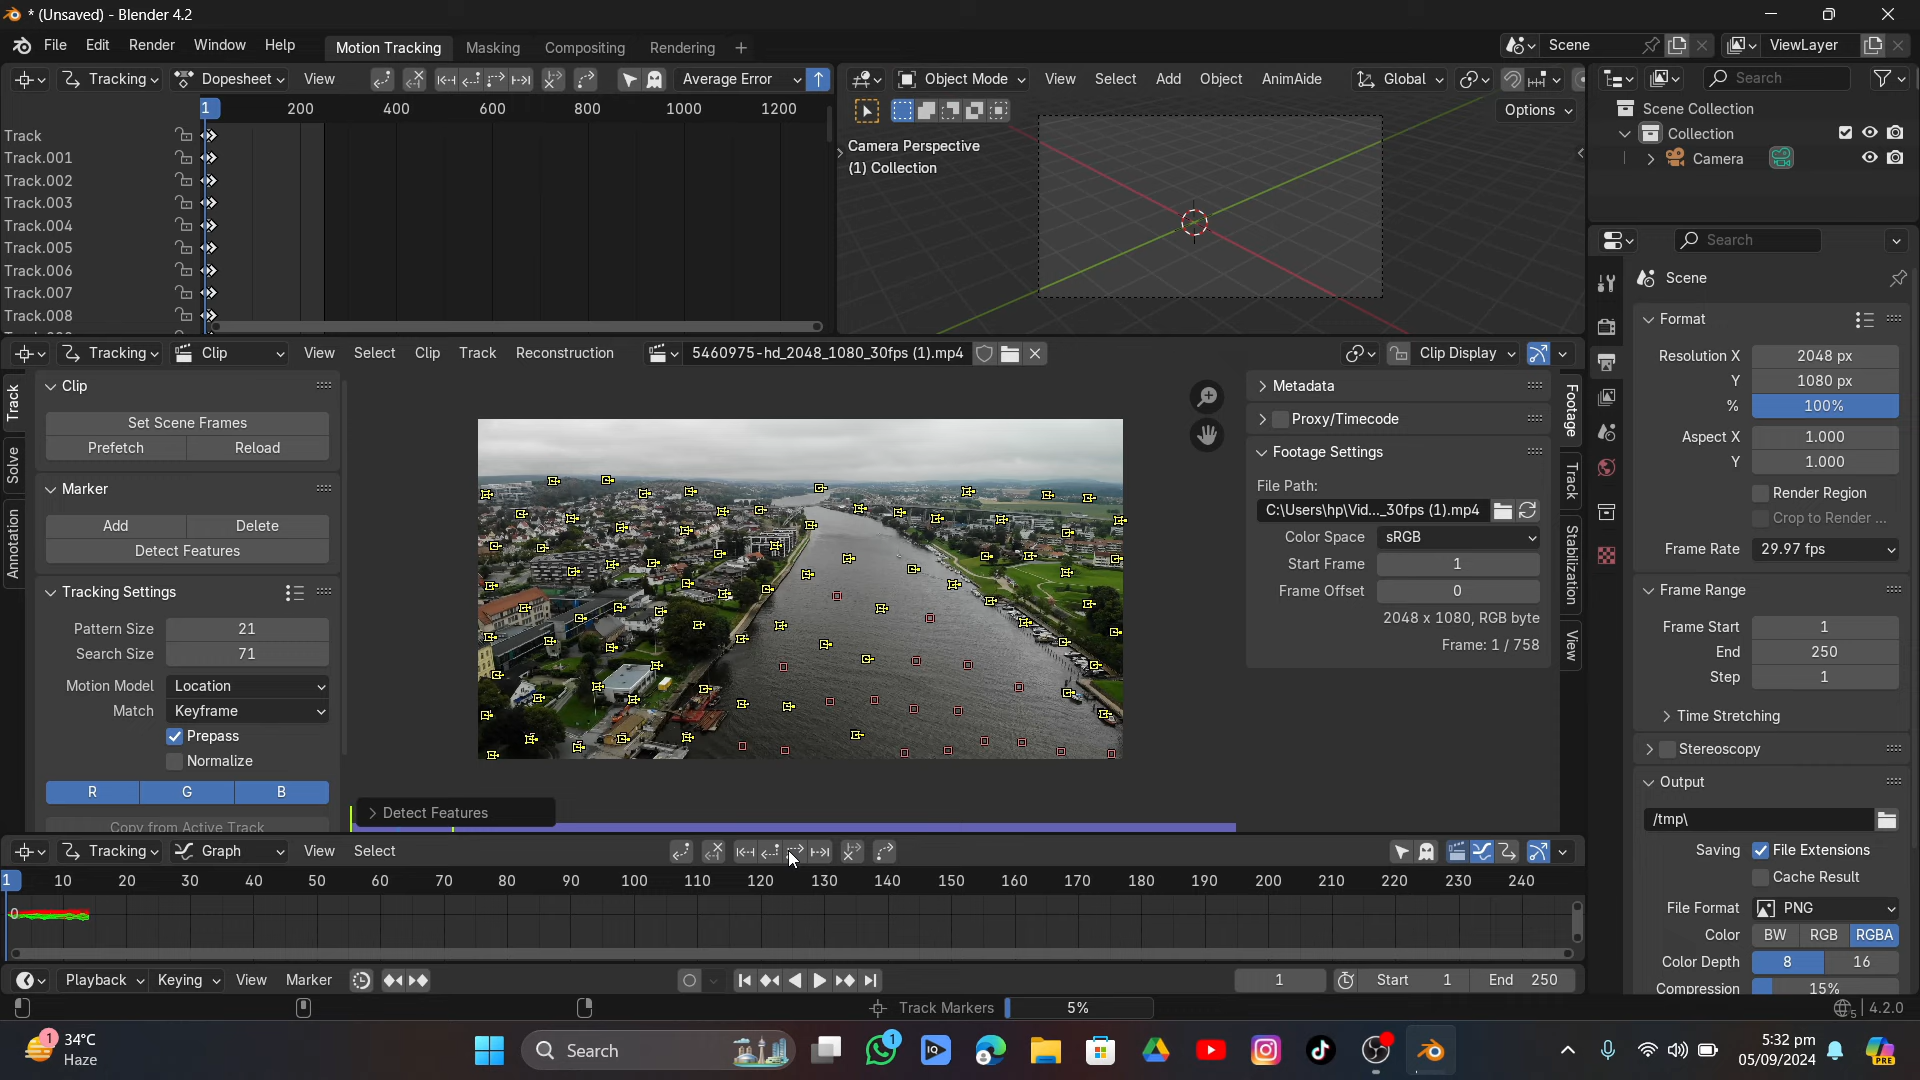 * (Unsaved) - Blender 4.2
File Edit Render Window Help Motion Tracking Masking Compositing Rendering + Scene ViewLayer
Tracking Dopesheet View Average Error
1 200 400 600 800 1000 1200
Track
Track.001
Track.002
Track.003
Track.004
Track.005
Track.006
Track.007
Track.008
Object Mode View Select Add Object AnimAide Global
Options
Camera Perspective
(1) Collection
Search
Scene Collection
Collection
Camera
Tracking Clip View Select Clip Track Reconstruction 5460975-hd_2048_1080_30fps (1).mp4 Clip Display
Track
Solve
Annotation
Clip
Set Scene Frames
Prefetch Reload
Marker
Add Delete
Detect Features
Tracking Settings
Pattern Size 21
Search Size 71
Motion Model Location
Match Keyframe
Prepass
Normalize
R G B
Copy from Active Track
Detect Features
Metadata
Proxy/Timecode
Footage Settings
File Path:
C:\Users\hp\Vid..._30fps (1).mp4
Color Space sRGB
Start Frame 1
Frame Offset 0
2048 x 1080, RGB byte
Frame: 1 / 758
Footage
Track
Stabilization
View
Search
Scene
Format
Resolution X 2048 px
Y 1080 px
% 100%
Aspect X 1.000
Y 1.000
Render Region
Crop to Render ...
Frame Rate 29.97 fps
Frame Range
Frame Start 1
End 250
Step 1
Time Stretching
Stereoscopy
Output
/tmp\
Saving File Extensions
Cache Result
File Format PNG
Color BW RGB RGBA
Color Depth 8 16
Compression 15%
Tracking Graph View Select
1 10 20 30 40 50 60 70 80 90 100 110 120 130 140 150 160 170 180 190 200 210 220 230 240
0
Playback Keying View Marker 1 Start 1 End 250
Track Markers 5% 5 4.2.0
1 34°C
Haze
Search
1
IQ
5:32 pm
05/09/2024
PRE